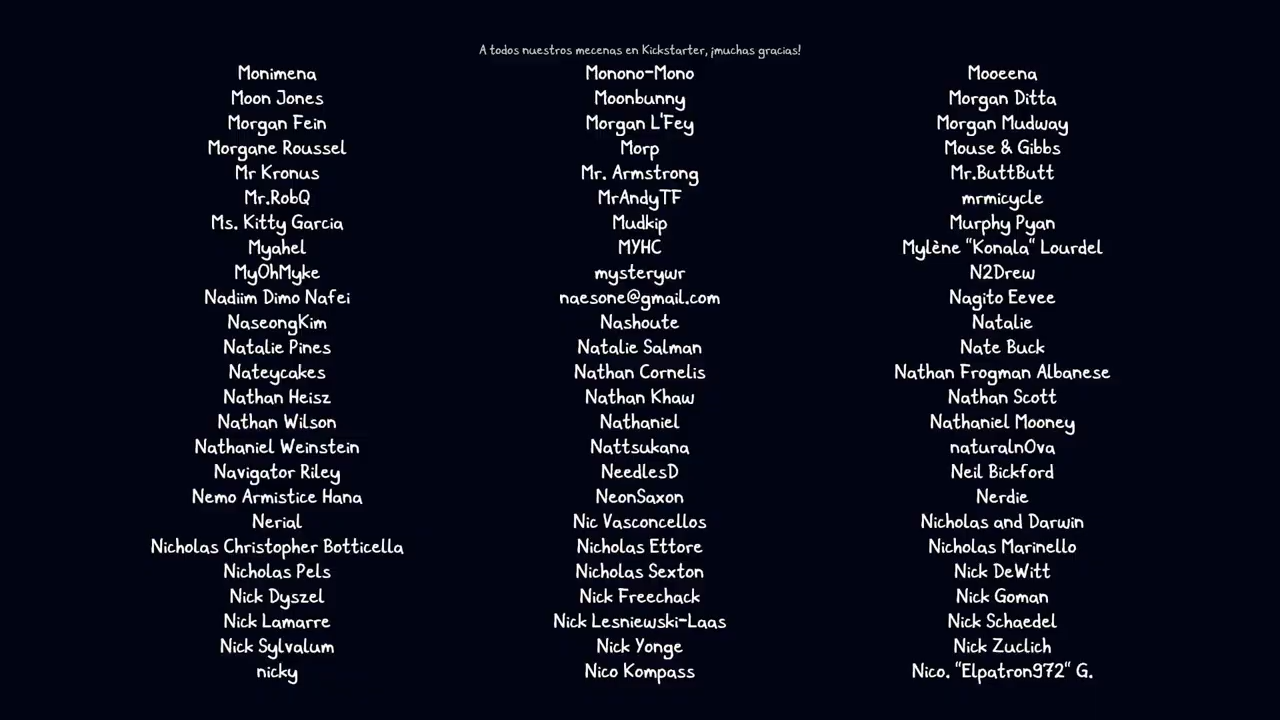 A todos nuestros mecenas en Kickstarter, ¡muchas gracias!
Monimena Monono-Mono Mooeena
Moon Jones Moonbunny Morgan Ditta
Morgan Fein Morgan L'Fey Morgan Mudway
Morgane Roussel Morp Mouse & Gibbs
Mr Kronus Mr. Armstrong Mr.ButtButt
Mr.RobQ MrAndyTF mrmicycle
Ms. Kitty Garcia Mudkip Murphy Pyan
Myahel MYHC Mylène "Konala" Lourdel
MyOhMyke mysterywr N2Drew
Nadiim Dimo Nafei naesone@gmail.com Nagito Eevee
NaseongKim Nashoute Natalie
Natalie Pines Natalie Salman Nate Buck
Nateycakes Nathan Cornelis Nathan Frogman Albanese
Nathan Heisz Nathan Khaw Nathan Scott
Nathan Wilson Nathaniel Nathaniel Mooney
Nathaniel Weinstein Nattsukana naturalnOva
Navigator Riley NeedlesD Neil Bickford
Nemo Armistice Hana NeonSaxon Nerdie
Nerial Nic Vasconcellos Nicholas and Darwin
Nicholas Christopher Botticella Nicholas Ettore Nicholas Marinello
Nicholas Pels Nicholas Sexton Nick DeWitt
Nick Dyszel Nick Freechack Nick Goman
Nick Lamarre Nick Lesniewski-Laas Nick Schaedel
Nick Sylvalum Nick Yonge Nick Zuclich
nicky Nico Kompass Nico. "Elpatron972" G.